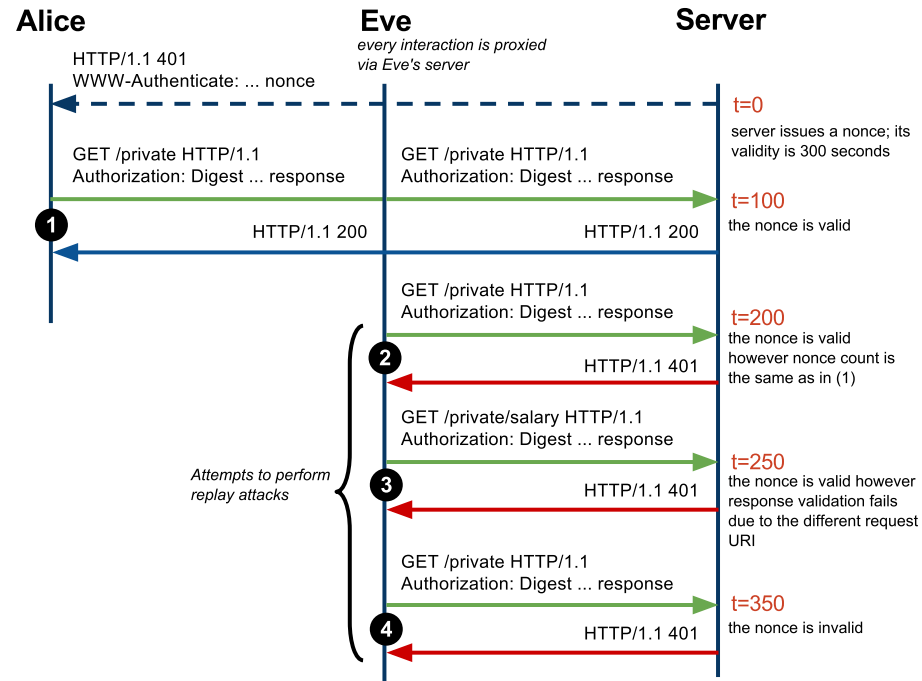 Alice
Eve
Server
every interaction is proxied
via Eve's server
HTTP/1.1 401
WWW-Authenticate: ... nonce
t=0
server issues a nonce; its
validity is 300 seconds
GET /private HTTP/1.1
Authorization: Digest ... response
GET /private HTTP/1.1
Authorization: Digest ... response
t=100
the nonce is valid
1
HTTP/1.1 200
HTTP/1.1 200
GET /private HTTP/1.1
Authorization: Digest ... response
t=200
the nonce is valid
however nonce count is
the same as in (1)
2
HTTP/1.1 401
GET /private/salary HTTP/1.1
Authorization: Digest ... response
t=250
the nonce is valid however
response validation fails
due to the different request
URI
Attempts to perform
replay attacks
3
HTTP/1.1 401
GET /private HTTP/1.1
Authorization: Digest ... response
t=350
the nonce is invalid
4
HTTP/1.1 401